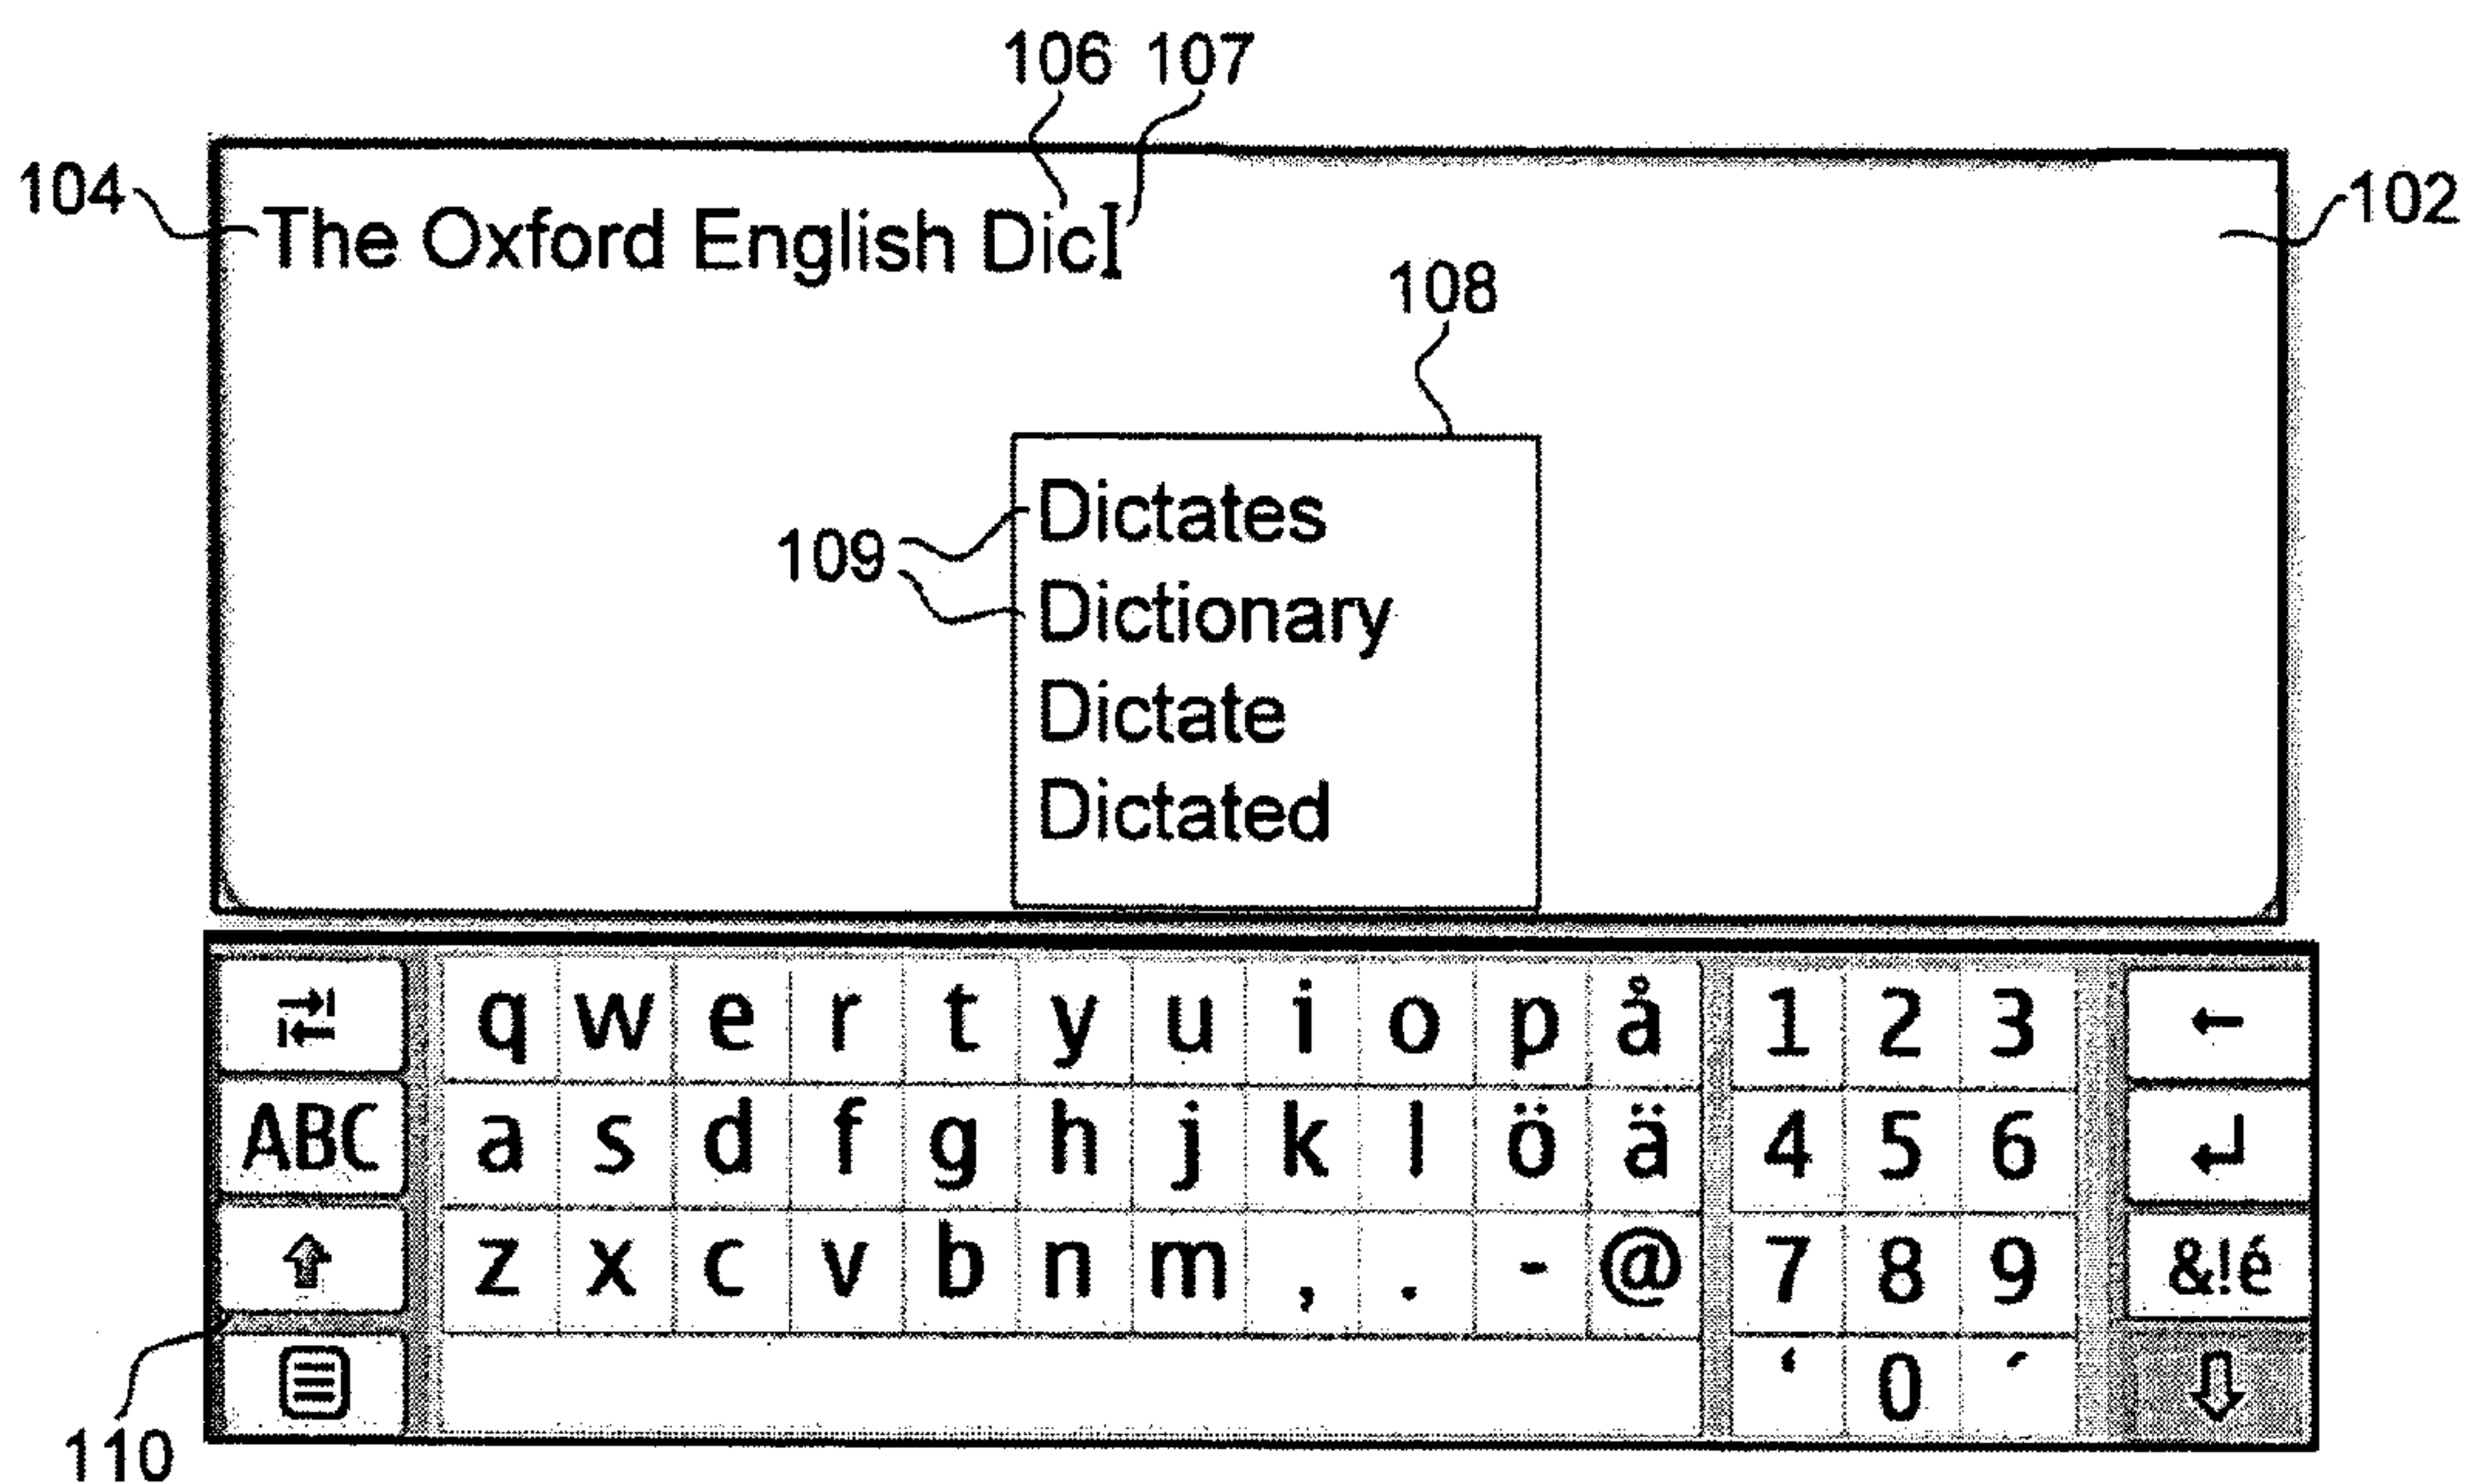 106 107
104 The Oxford English Dic 102
108
Dictates
109
Dictionary
Dictate
Dictated
q w e r t y u i o p å 1 2 3 ←
ABC a s d f g h j k l ö ä 4 5 6 ↵
z x c v b n m , . - @ 7 8 9 &!é
‘ 0 ´
110